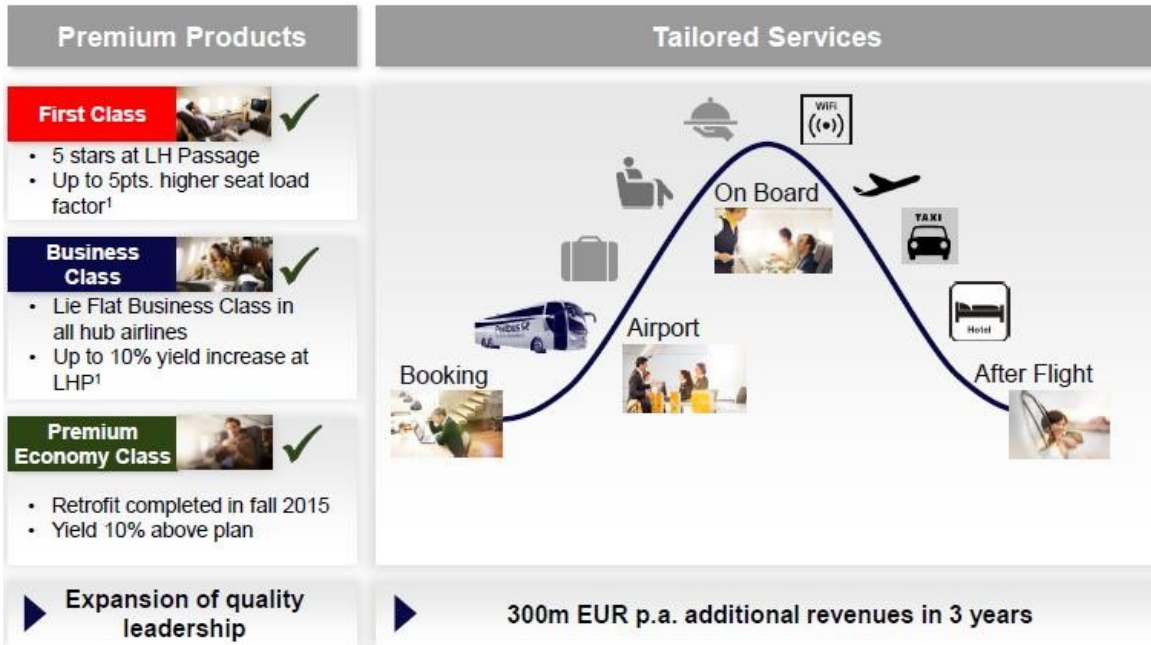 Premium Products
First Class
• 5 stars at LH Passage
• Up to 5pts. higher seat load
factor¹
Business
Class
• Lie Flat Business Class in
all hub airlines
• Up to 10% yield increase at
LHP¹
Premium
Economy Class
• Retrofit completed in fall 2015
• Yield 10% above plan
Expansion of quality
leadership
Tailored Services
WiFi
On Board
TAXI
Hotel
Airport
Booking
After Flight
300m EUR p.a. additional revenues in 3 years